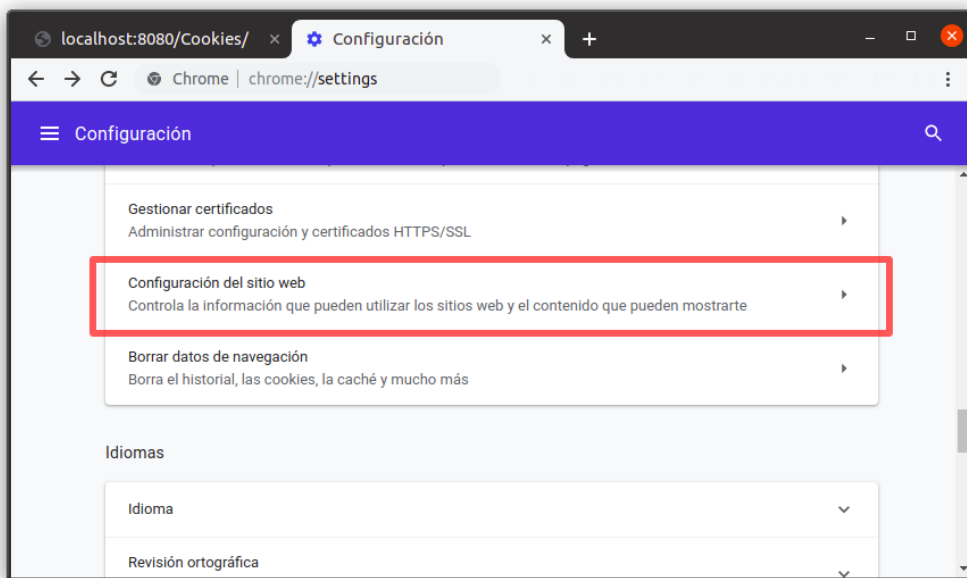 localhost:8080/Cookies/
Configuración
Chrome | chrome://settings
Configuración
Gestionar certificados
Administrar configuración y certificados HTTPS/SSL
Configuración del sitio web
Controla la información que pueden utilizar los sitios web y el contenido que pueden mostrarte
Borrar datos de navegación
Borra el historial, las cookies, la caché y mucho más
Idiomas
Idioma
Revisión ortográfica